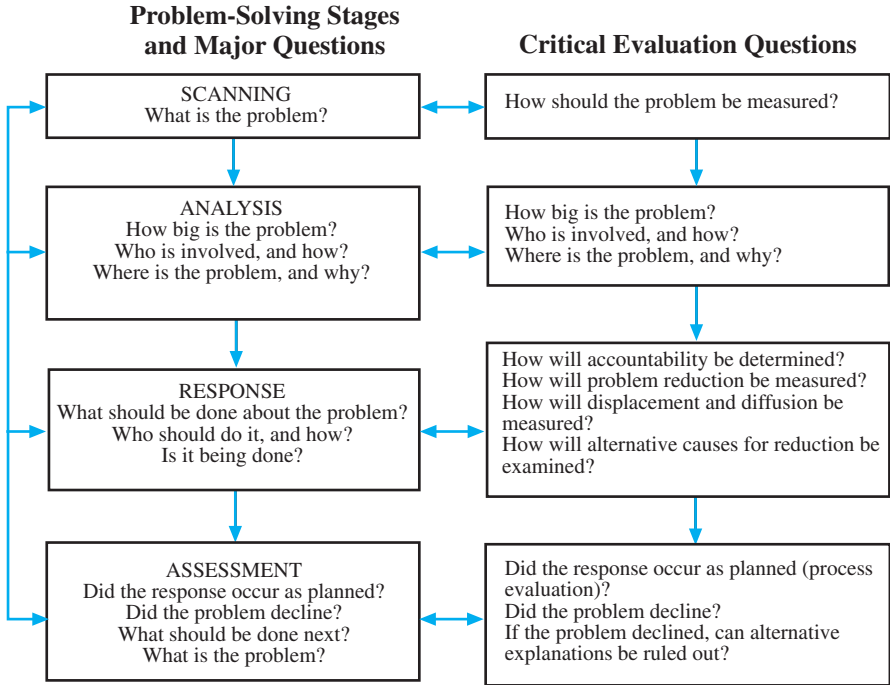 Problem-Solving Stages
and Major Questions
Critical Evaluation Questions
SCANNING
What is the problem?
How should the problem be measured?
ANALYSIS
How big is the problem?
Who is involved, and how?
Where is the problem, and why?
How big is the problem?
Who is involved, and how?
Where is the problem, and why?
RESPONSE
What should be done about the problem?
Who should do it, and how?
Is it being done?
How will accountability be determined?
How will problem reduction be measured?
How will displacement and diffusion be
measured?
How will alternative causes for reduction be
examined?
ASSESSMENT
Did the response occur as planned?
Did the problem decline?
What should be done next?
What is the problem?
Did the response occur as planned (process
evaluation)?
Did the problem decline?
If the problem declined, can alternative
explanations be ruled out?